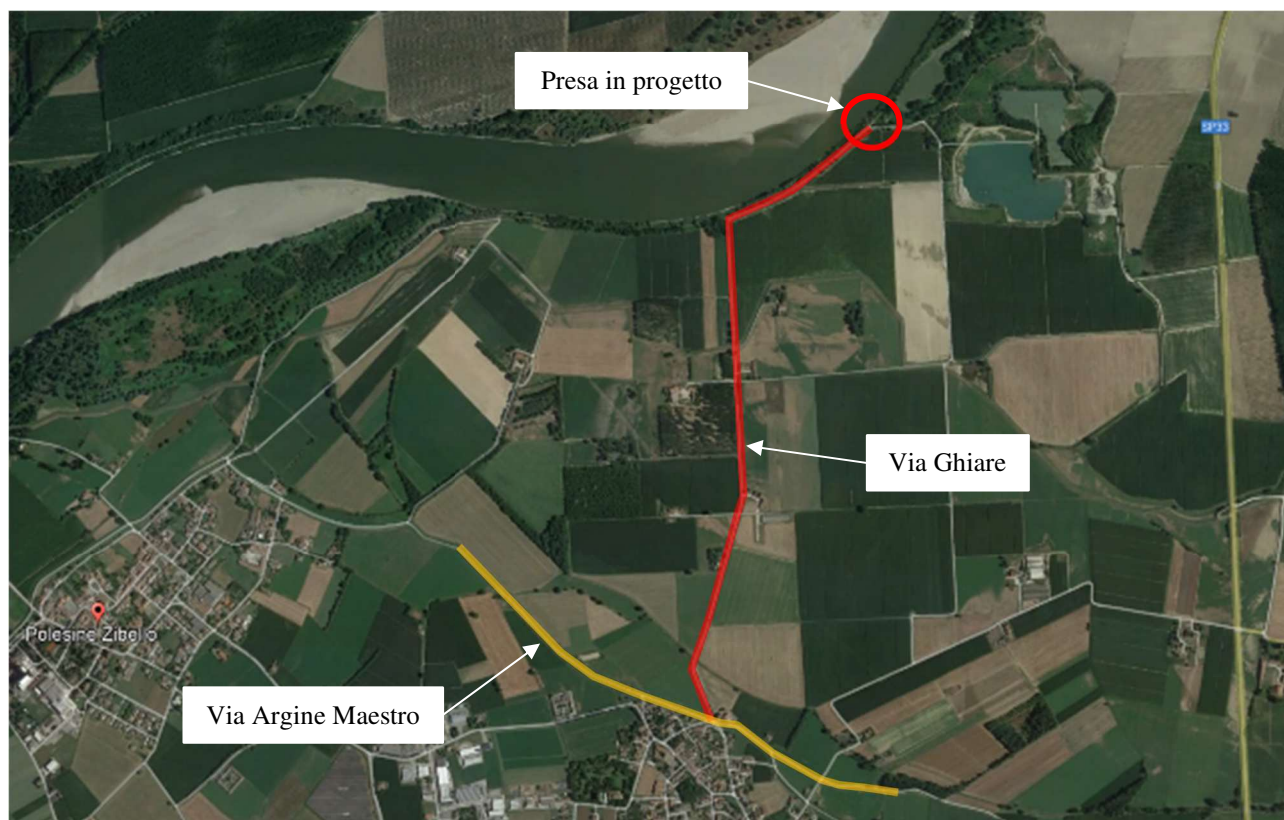 Presa in progetto
SP33
Via Ghiare
Polesine Zibello
Via Argine Maestro